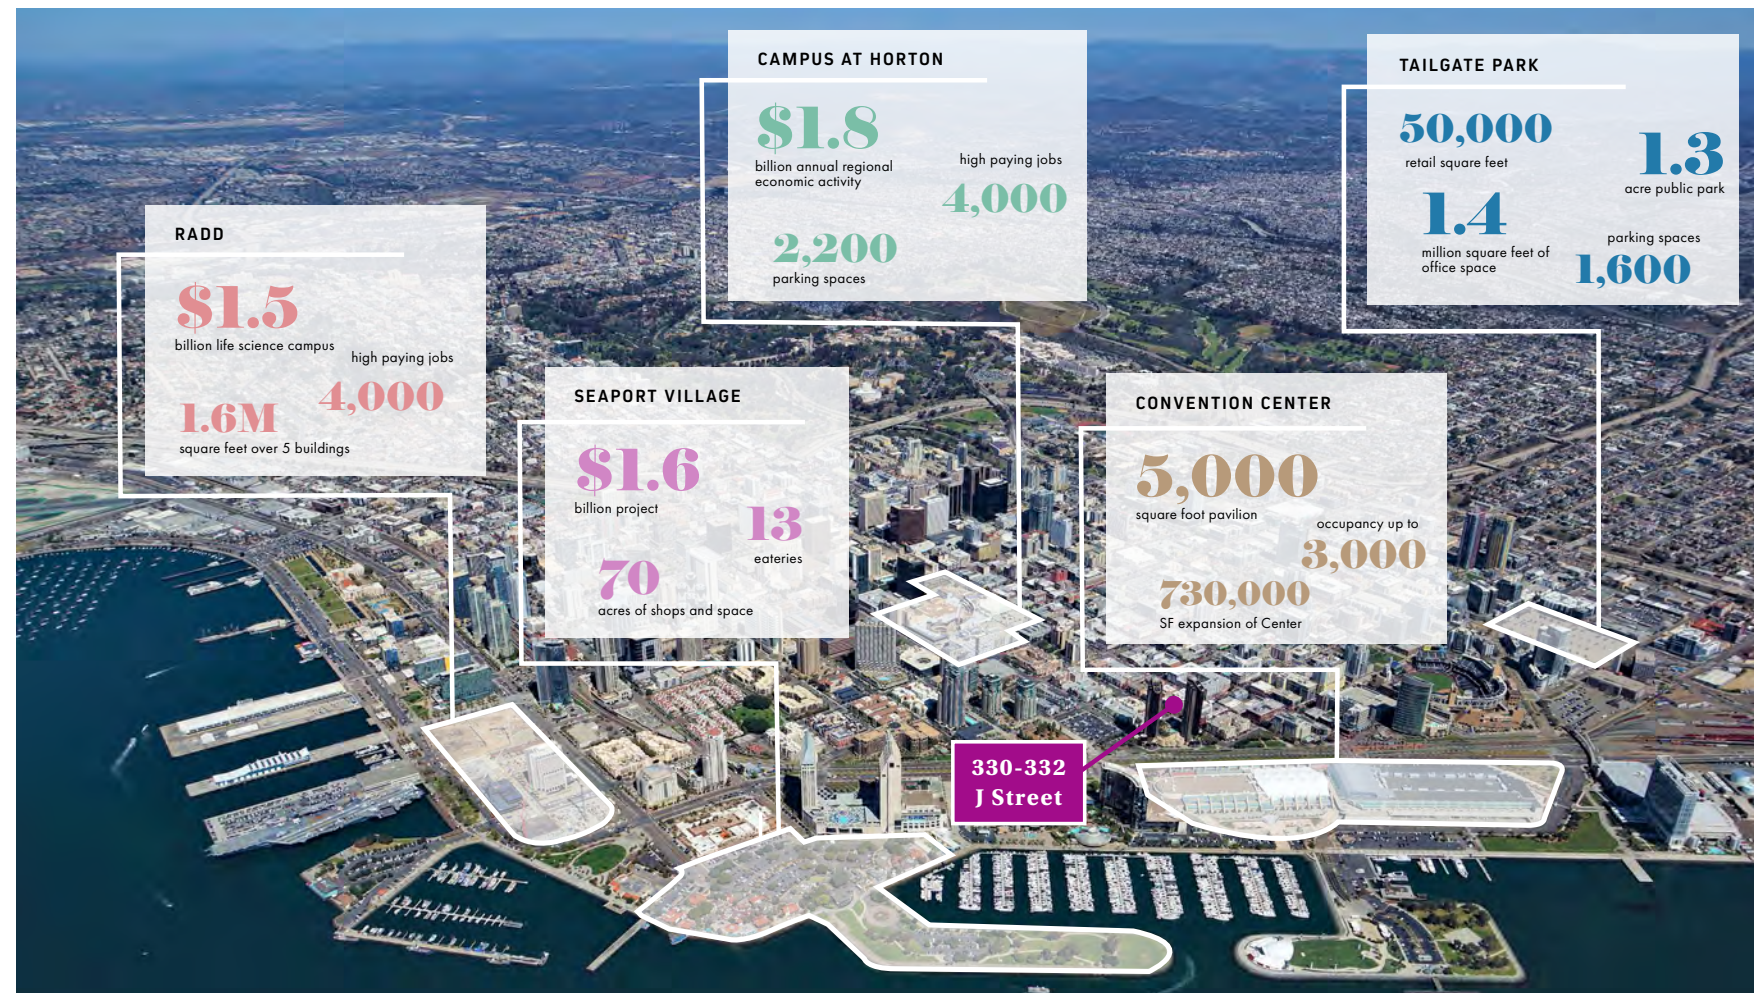 CAMPUS AT HORTON
$1.8
billion annual regional
economic activity
high paying jobs
4,000
2,200
parking spaces
TAILGATE PARK
50,000
retail square feet
1.3
acre public park
1.4
million square feet of
office space
parking spaces
1,600
RADD
$1.5
billion life science campus
high paying jobs
4,000
1.6M
square feet over 5 buildings
SEAPORT VILLAGE
$1.6
billion project
13
eateries
70
acres of shops and space
CONVENTION CENTER
5,000
square foot pavilion
occupancy up to
3,000
730,000
SF expansion of Center
330-332
J Street